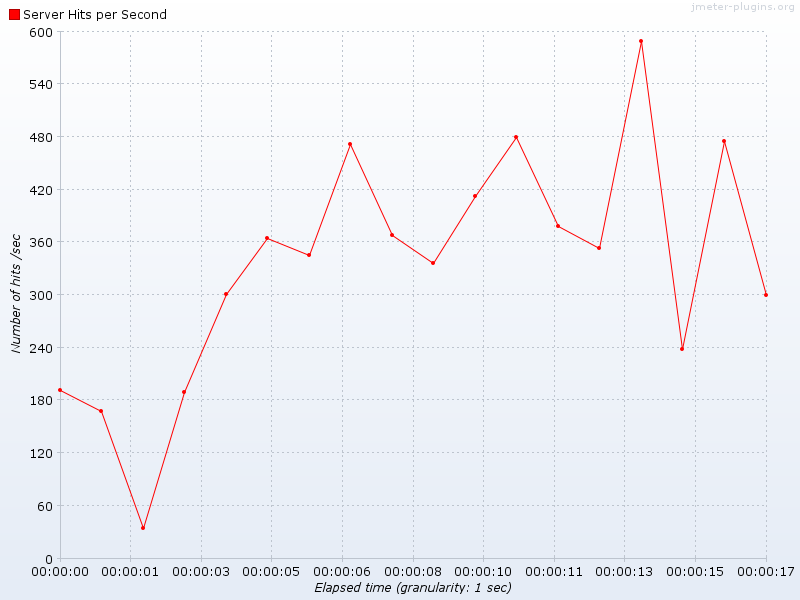 jmeter-plugins.org
Server Hits per Second
600
540
480
420
360
300
240
180
120
60
0
Number of hits /sec
00:00:00 00:00:01 00:00:03 00:00:05 00:00:06 00:00:08 00:00:10 00:00:11 00:00:13 00:00:15 00:00:17
Elapsed time (granularity: 1 sec)